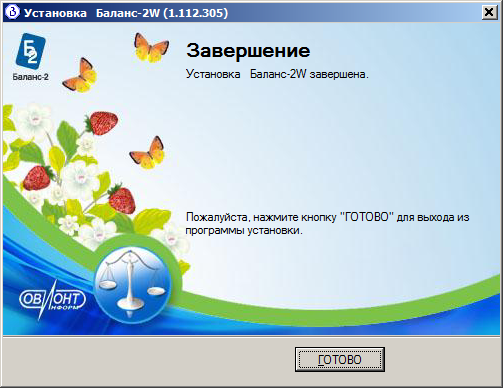 Установка   Баланс-2W (1.112.305)
Б2
Баланс-2
Завершение
Установка   Баланс-2W завершена.
Пожалуйста, нажмите кнопку "ГОТОВО" для выхода из
программы установки.
ОВИОНТ
ИНФОРМ
ГОТОВО